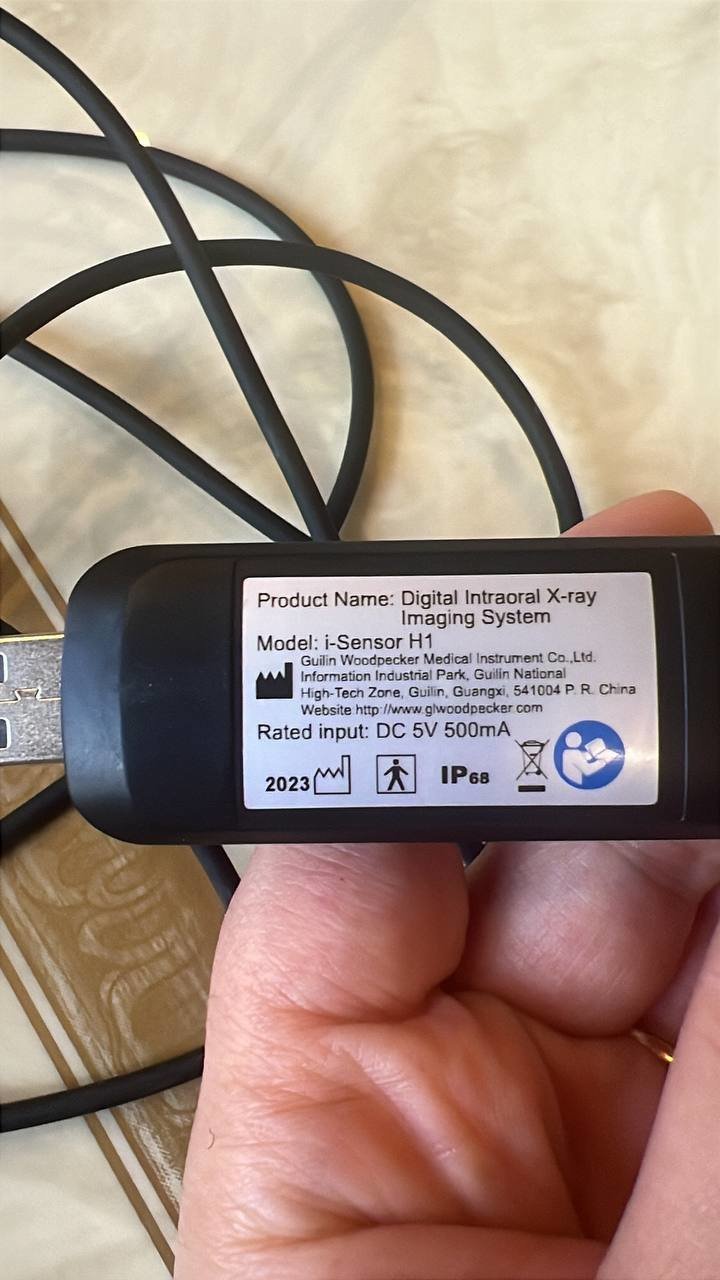 Product Name: Digital Intraoral X-ray
Imaging System
Model: i-Sensor H1
Guilin Woodpecker Medical Instrument Co.,Ltd.
Information Industrial Park, Guilin National
High-Tech Zone, Guilin, Guangxi, 541004 P. R. China
Website http://www.glwoodpecker.com
Rated input: DC 5V 500mA
2023 IP68